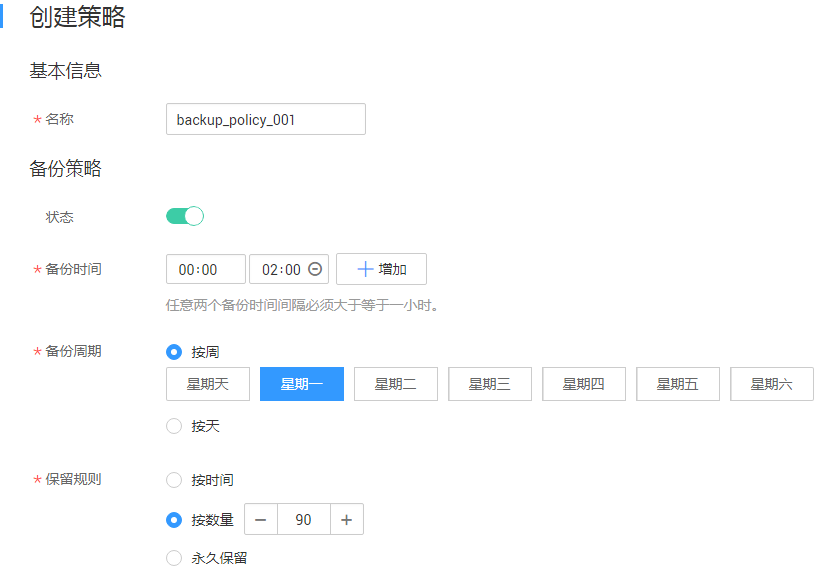 创建策略
基本信息
* 名称 backup_policy_001
备份策略
状态
* 备份时间 00:00 02:00 增加
任意两个备份时间间隔必须大于等于一小时。
* 备份周期 按周
星期天 星期一 星期二 星期三 星期四 星期五 星期六
按天
* 保留规则 按时间
按数量 90
永久保留